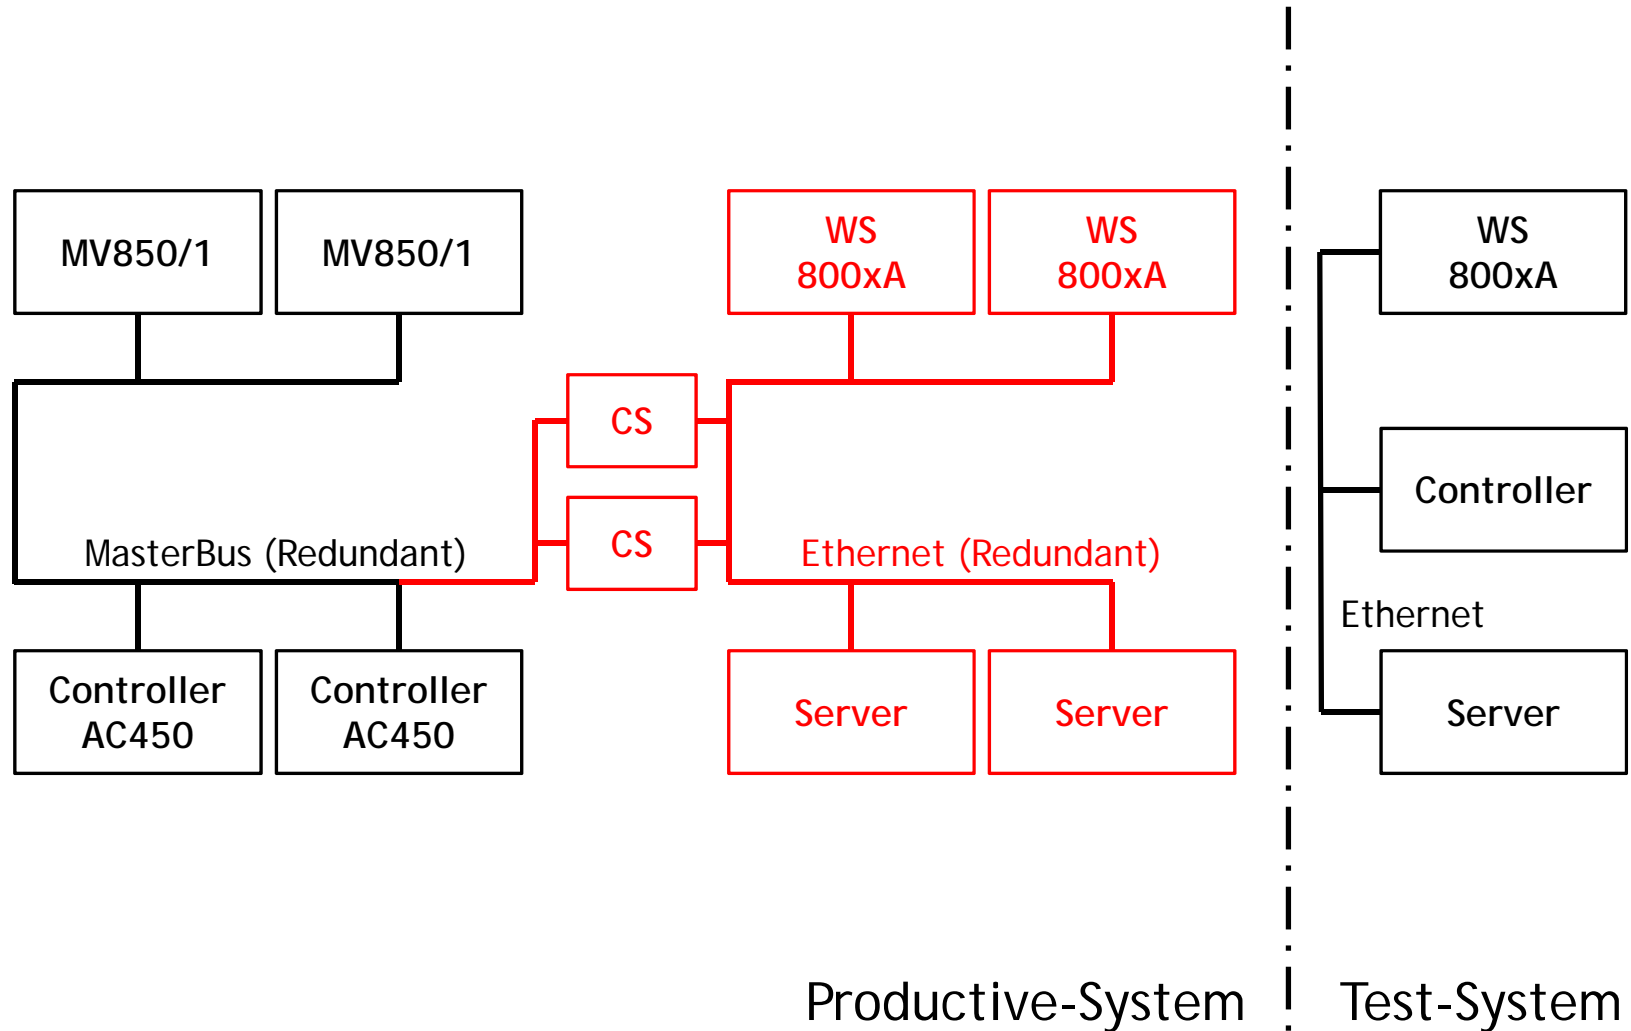 MV850/1
MV850/1
WS
800xA
WS
800xA
WS
800xA
CS
CS
Controller
MasterBus (Redundant)
Ethernet (Redundant)
Ethernet
Controller
AC450
Controller
AC450
Server
Server
Server
Productive-System
Test-System